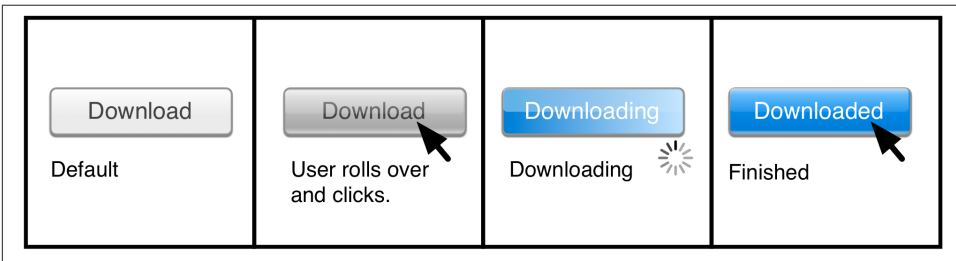 Download
Default
Download
User rolls over
and clicks.
Downloading
Downloading
Downloaded
Finished